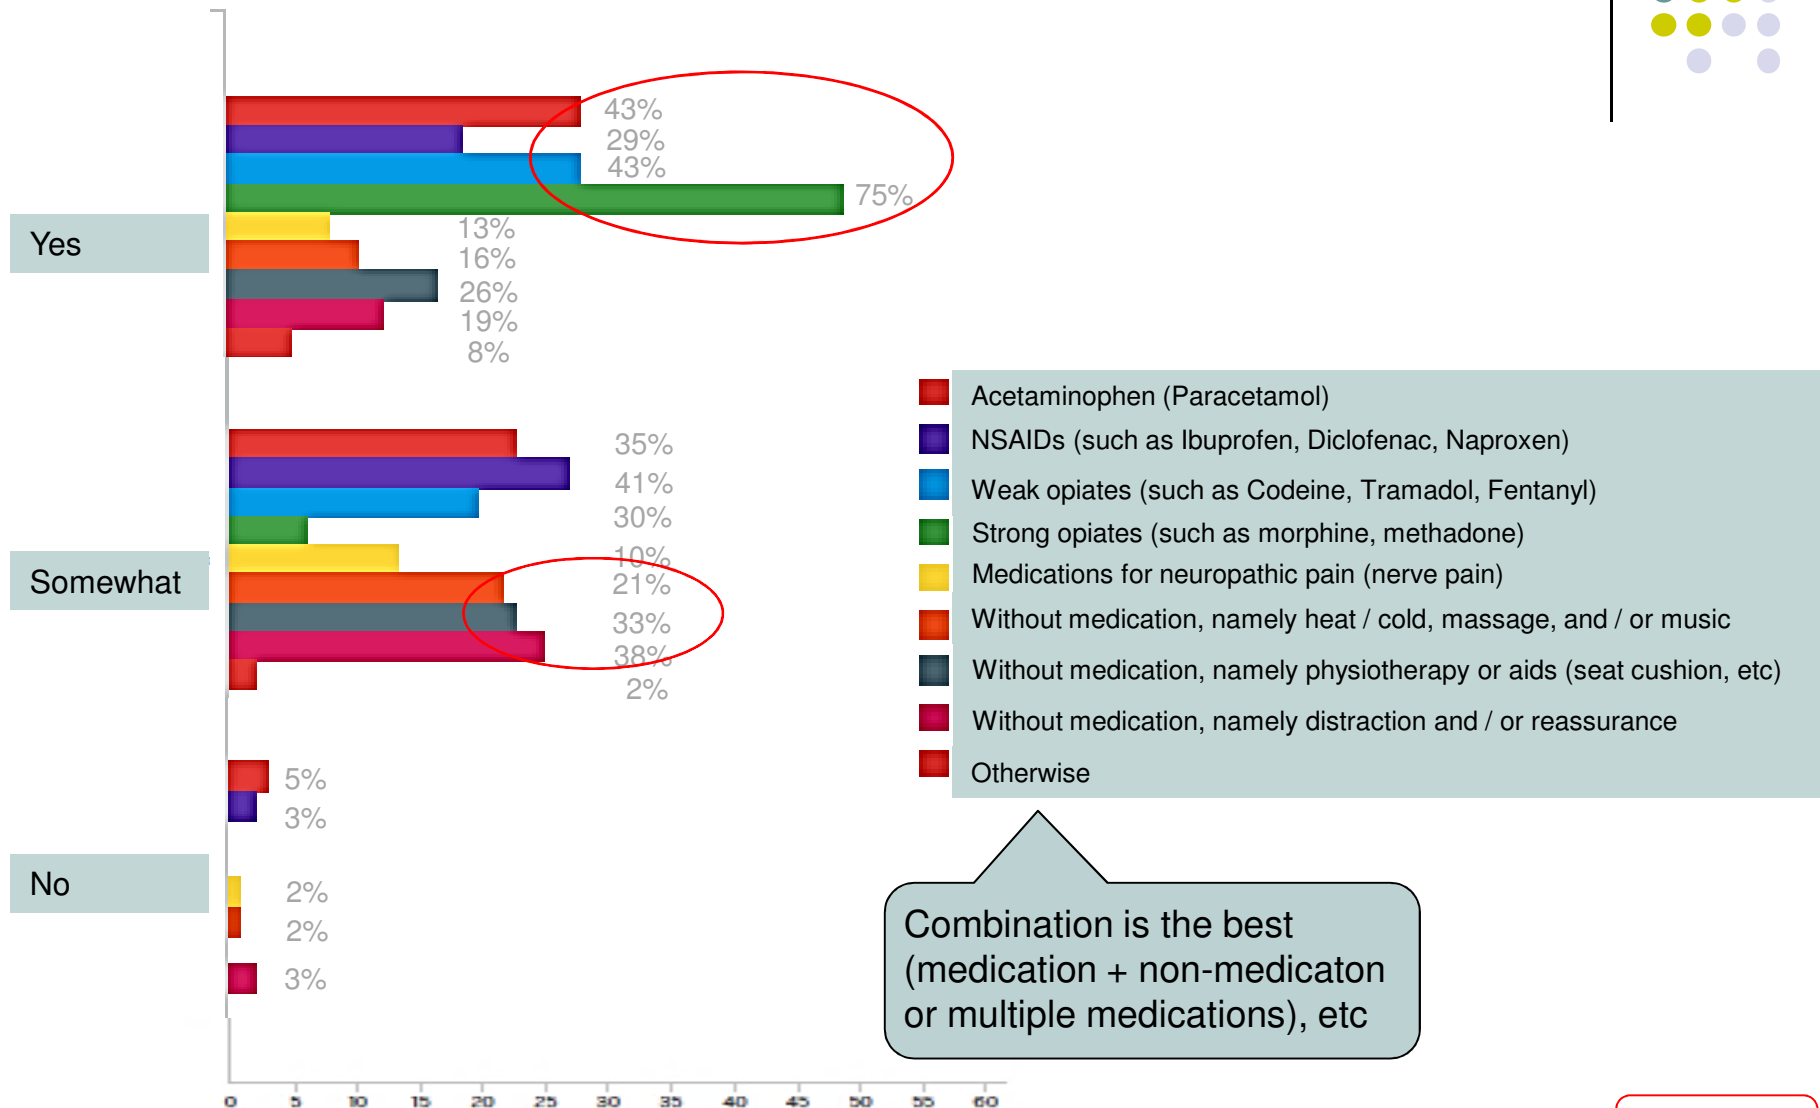 43%
29%
43%
75%
Yes
13%
16%
26%
19%
8%
35%
41%
30%
10%
Somewhat
21%
33%
38%
2%
5%
3%
No
2%
2%
3%
Acetaminophen (Paracetamol)
NSAIDs (such as Ibuprofen, Diclofenac, Naproxen)
Weak opiates (such as Codeine, Tramadol, Fentanyl)
Strong opiates (such as morphine, methadone)
Medications for neuropathic pain (nerve pain)
Without medication, namely heat / cold, massage, and / or music
Without medication, namely physiotherapy or aids (seat cushion, etc)
Without medication, namely distraction and / or reassurance
Otherwise
Combination is the best
(medication + non-medicaton
or multiple medications), etc
0 5 10 15 20 25 30 35 40 45 50 55 60